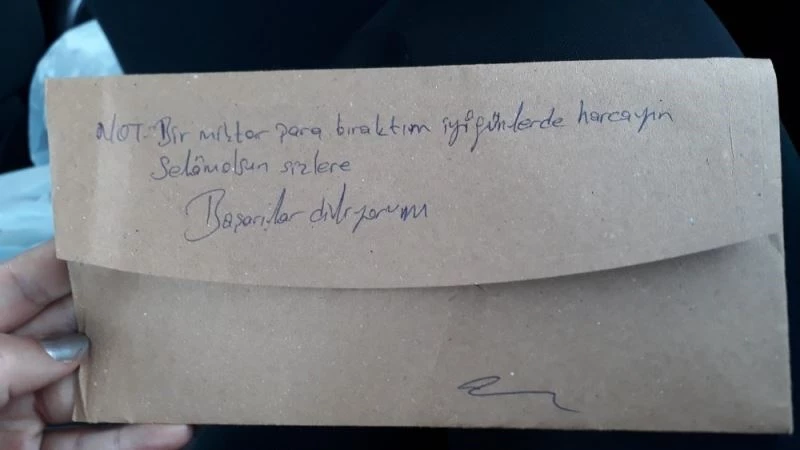 NOT: Bir miktar para bıraktım iyi günlerde harcayın
Selâmolsun sizlere
Başarılar diliyorum